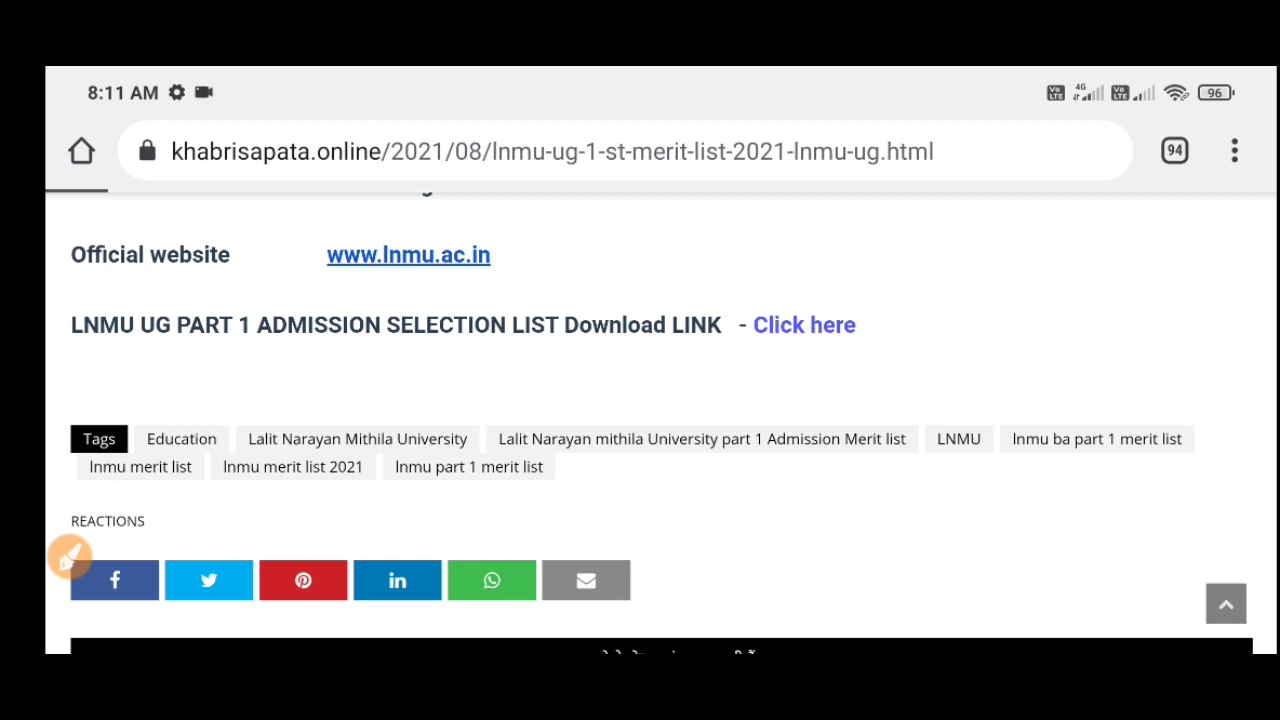 8:11 AM 4G 96
khabrisapata.online/2021/08/lnmu-ug-1-st-merit-list-2021-lnmu-ug.html 94
Official website www.lnmu.ac.in
LNMU UG PART 1 ADMISSION SELECTION LIST Download LINK - Click here
Tags Education Lalit Narayan Mithila University Lalit Narayan mithila University part 1 Admission Merit list LNMU lnmu ba part 1 merit list
lnmu merit list lnmu merit list 2021 lnmu part 1 merit list
REACTIONS